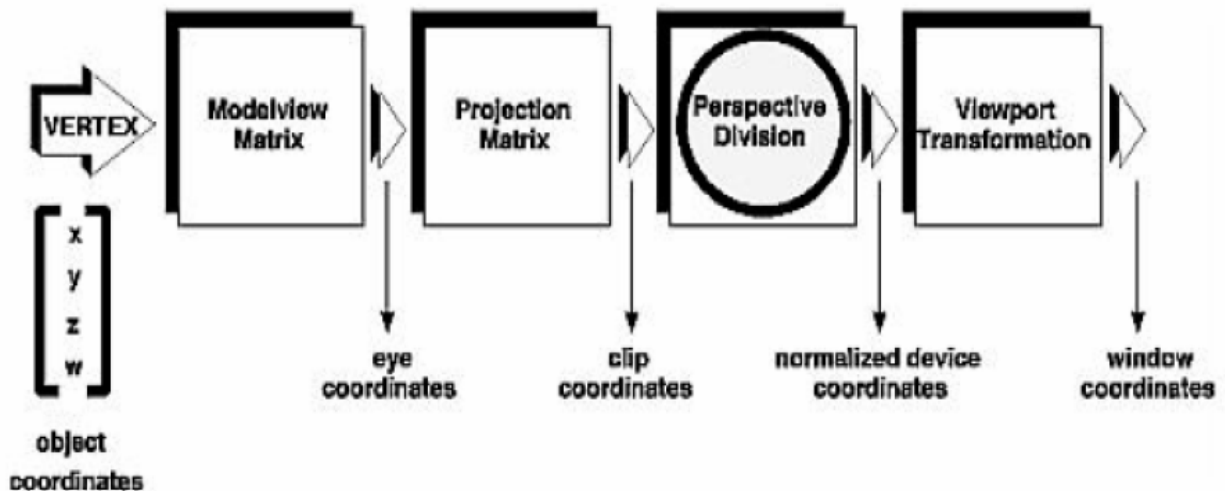 VERTEX
Modelview
Matrix
Projection
Matrix
Perspective
Division
Viewport
Transformation
x
y
z
w
object
coordinates
eye
coordinates
clip
coordinates
normalized device
coordinates
window
coordinates